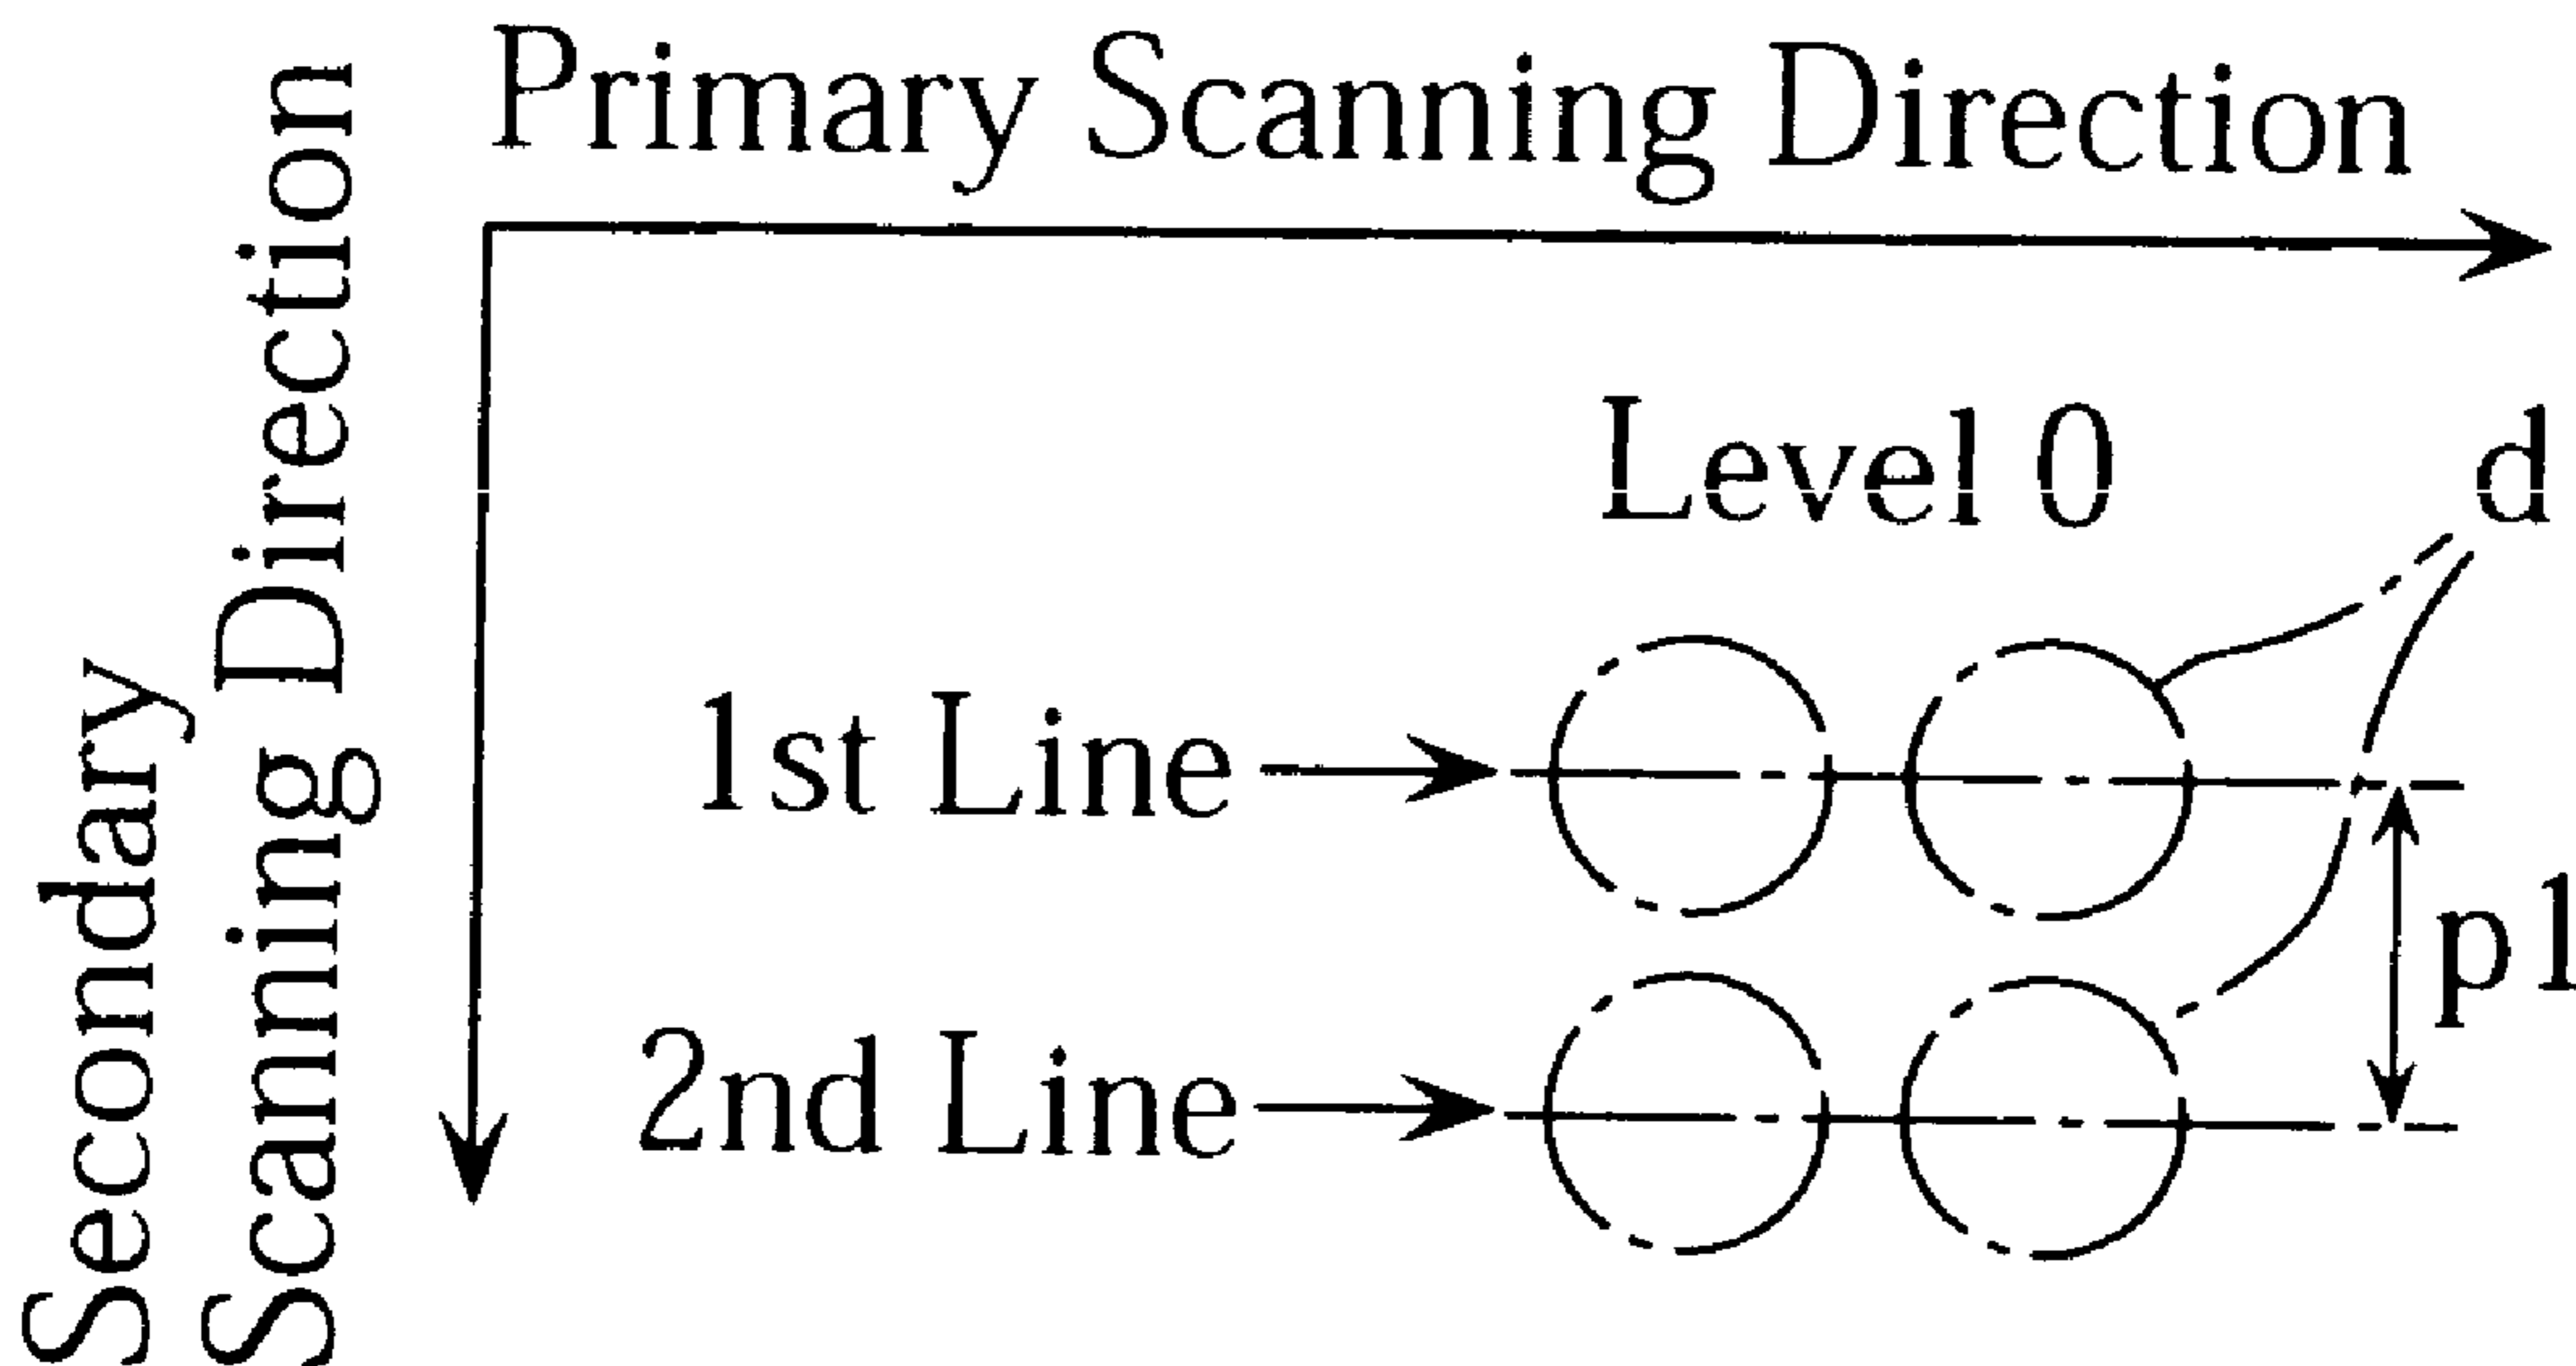 Primary Scanning Direction
Secondary
Scanning Direction
Level 0
d
1st Line
p1
2nd Line